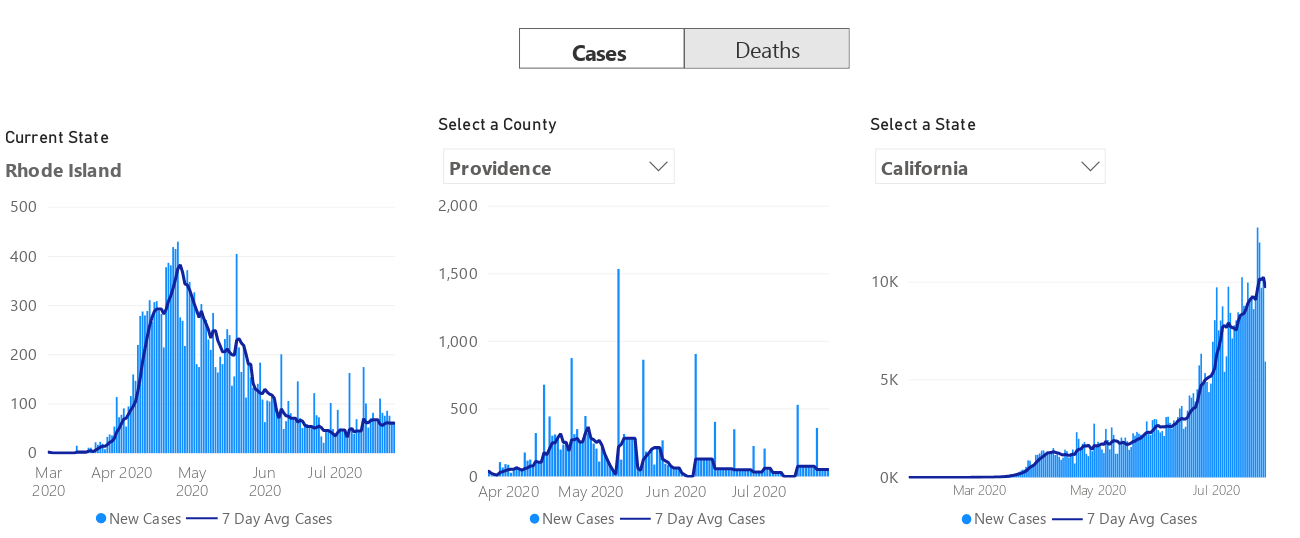 Cases
Deaths
Current State
Rhode Island
500
400
300
200
100
0
Mar 2020
Apr 2020
May 2020
Jun 2020
Jul 2020
New Cases
7 Day Avg Cases
Select a County
Providence
2,000
1,500
1,000
500
0
Apr 2020
May 2020
Jun 2020
Jul 2020
New Cases
7 Day Avg Cases
Select a State
California
10K
5K
0K
Mar 2020
May 2020
Jul 2020
New Cases
7 Day Avg Cases